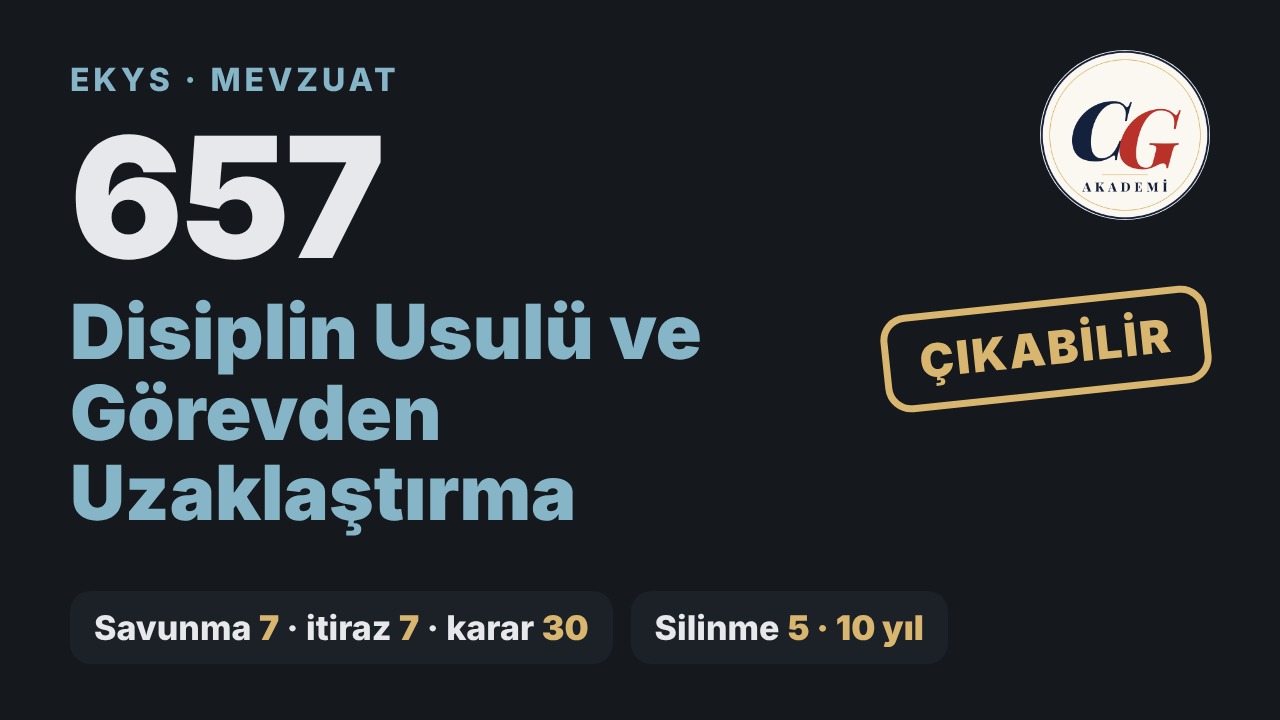 EKYS · MEVZUAT
657
Disiplin Usulü ve
Görevden
Uzaklaştırma
CG
AKADEMİ
ÇIKABİLİR
Savunma 7 · itiraz 7 · karar 30
Silinme 5 · 10 yıl